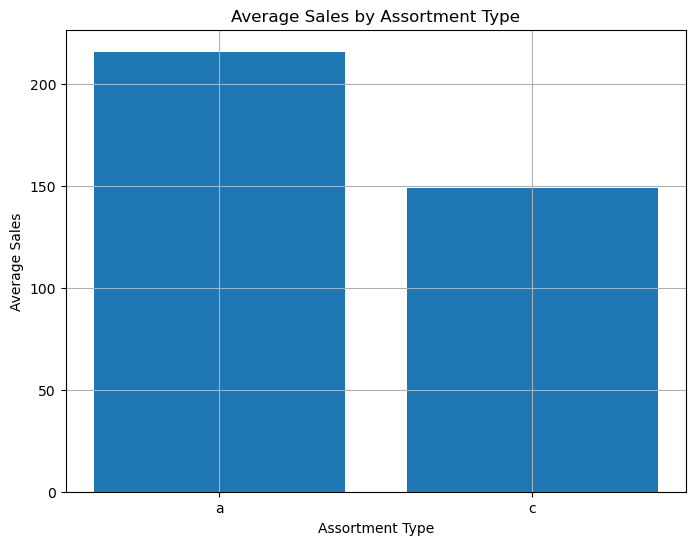 Average Sales by Assortment Type
Average Sales
200
150
100
50
0
a
c
Assortment Type